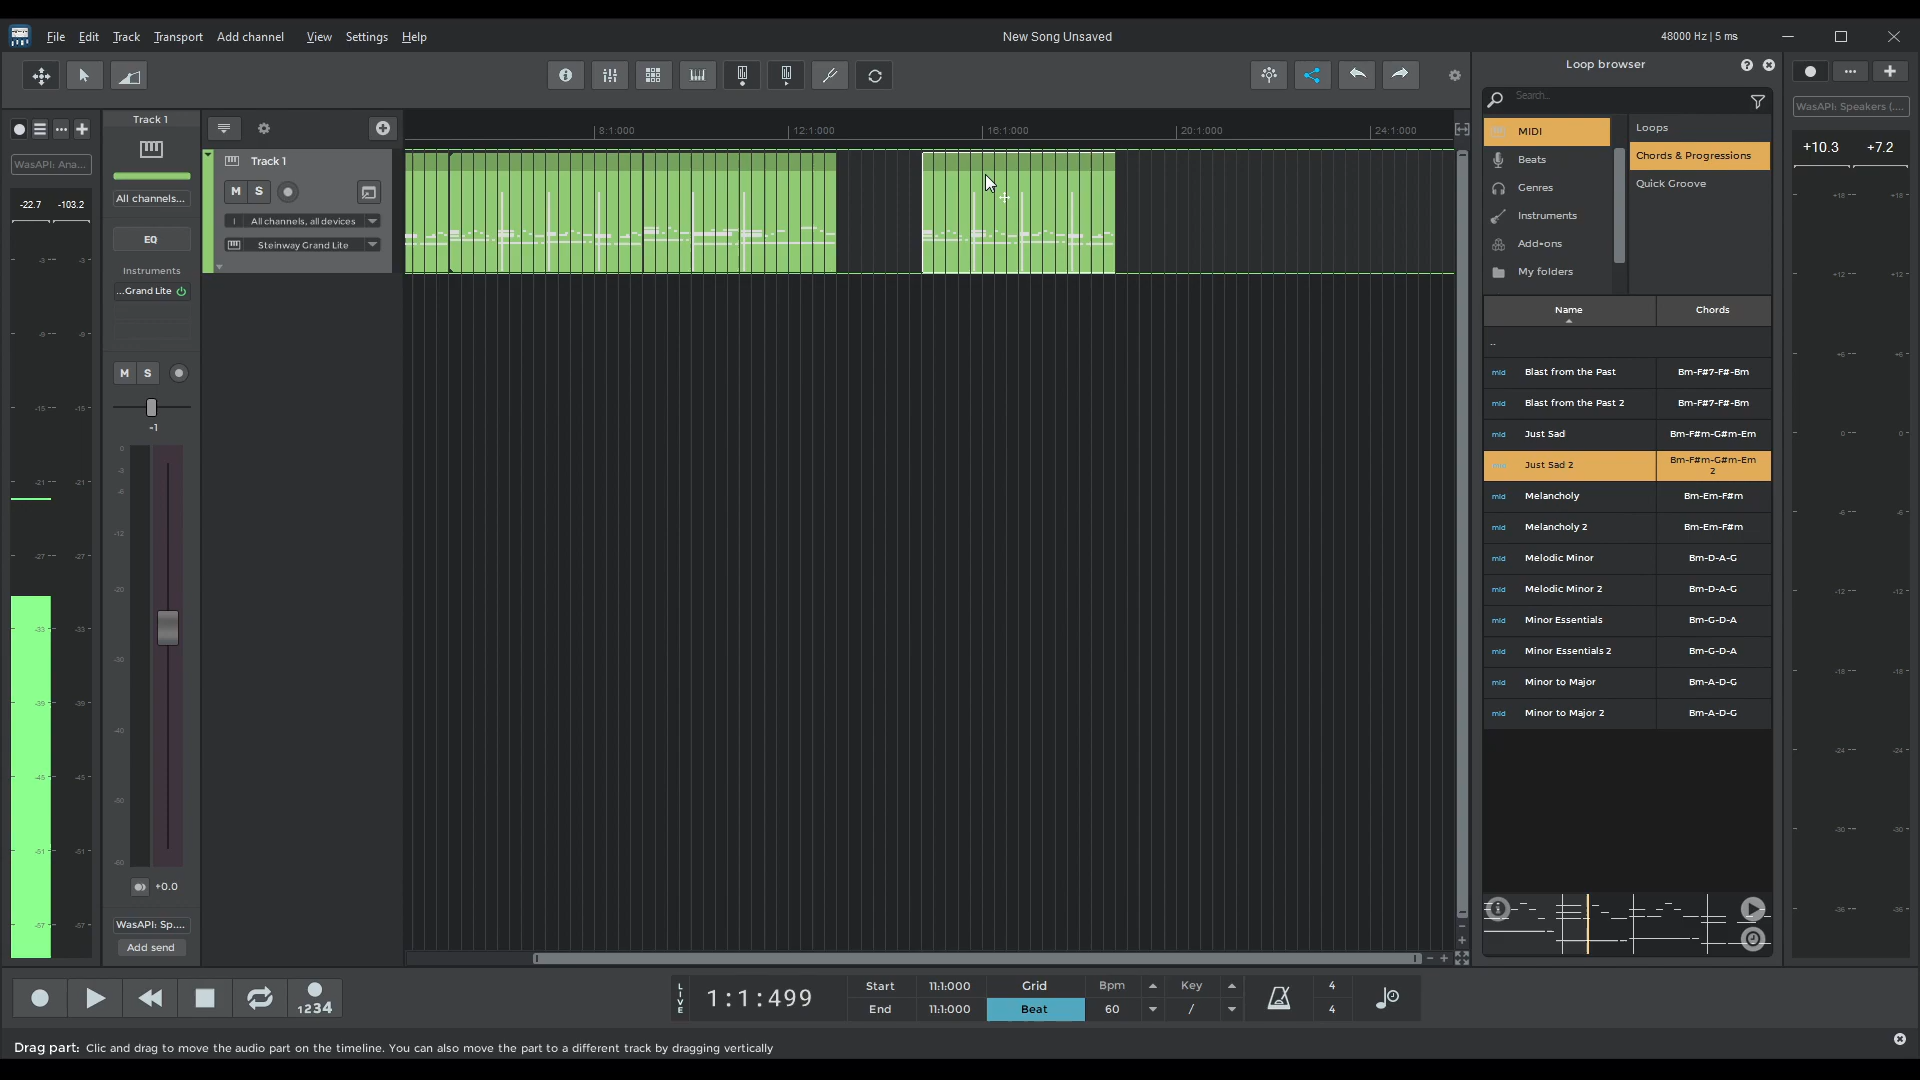 File Edit Track Transport Add channel View Settings Help
New Song Unsaved
48000 Hz | 5 ms
Loop browser
WasAPI: Ana...
-22.7 -103.2
Track 1
All channels...
EQ
Instruments
...Grand Lite
M S
-1
+0.0
WasAPI: Sp....
Add send
Track 1
M S
All channels, all devices
Steinway Grand Lite
8:1:000 12:1:000 16:1:000 20:1:000 24:1:000
Search...
MIDI
Beats
Genres
Instruments
Add-ons
My folders
Loops
Chords & Progressions
Quick Groove
Name Chords
..
mid Blast from the Past Bm-F#7-F#-Bm
mid Blast from the Past 2 Bm-F#7-F#-Bm
mid Just Sad Bm-F#m-G#m-Em
mid Just Sad 2 Bm-F#m-G#m-Em
2
mid Melancholy Bm-Em-F#m
mid Melancholy 2 Bm-Em-F#m
mid Melodic Minor Bm-D-A-G
mid Melodic Minor 2 Bm-D-A-G
mid Minor Essentials Bm-G-D-A
mid Minor Essentials 2 Bm-G-D-A
mid Minor to Major Bm-A-D-G
mid Minor to Major 2 Bm-A-D-G
WasAPI: Speakers (....
+10.3 +7.2
1234
LIVE
1:1:499
Start 11:1:000
End 11:1:000
Grid
Beat
Bpm
60
Key
/
4
4
Drag part: Clic and drag to move the audio part on the timeline. You can also move the part to a different track by dragging vertically